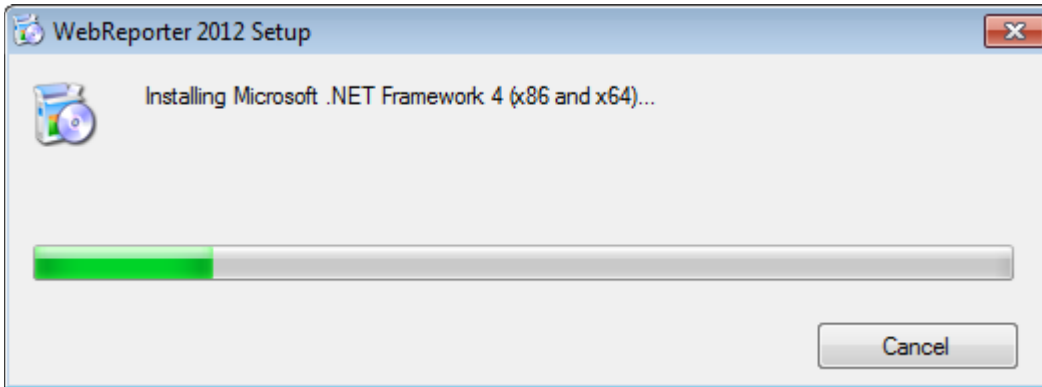 WebReporter 2012 Setup
Installing Microsoft .NET Framework 4 (x86 and x64)...
Cancel